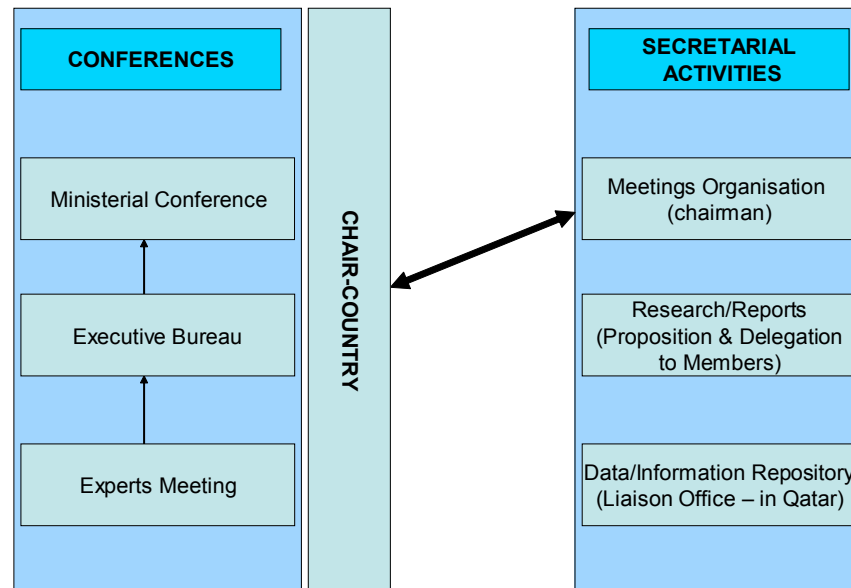 CONFERENCES
Ministerial Conference
Executive Bureau
Experts Meeting
CHAIR-COUNTRY
SECRETARIAL
ACTIVITIES
Meetings Organisation
(chairman)
Research/Reports
(Proposition & Delegation
to Members)
Data/Information Repository
(Liaison Office – in Qatar)